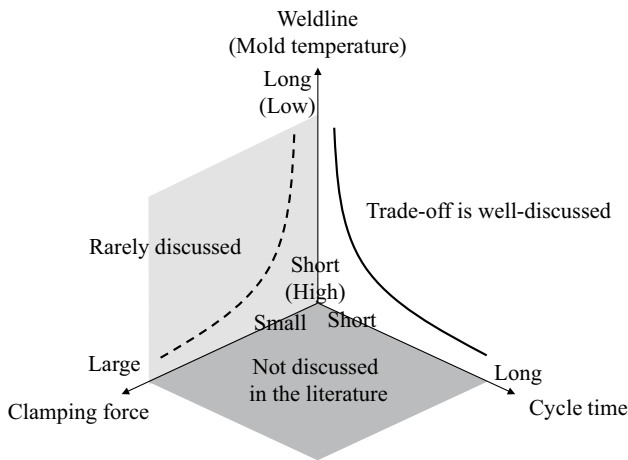 Weldline
(Mold temperature)
Long
(Low)
Trade-off is well-discussed
Rarely discussed
Short
(High)
Small
Short
Large
Not discussed
in the literature
Long
Clamping force
Cycle time